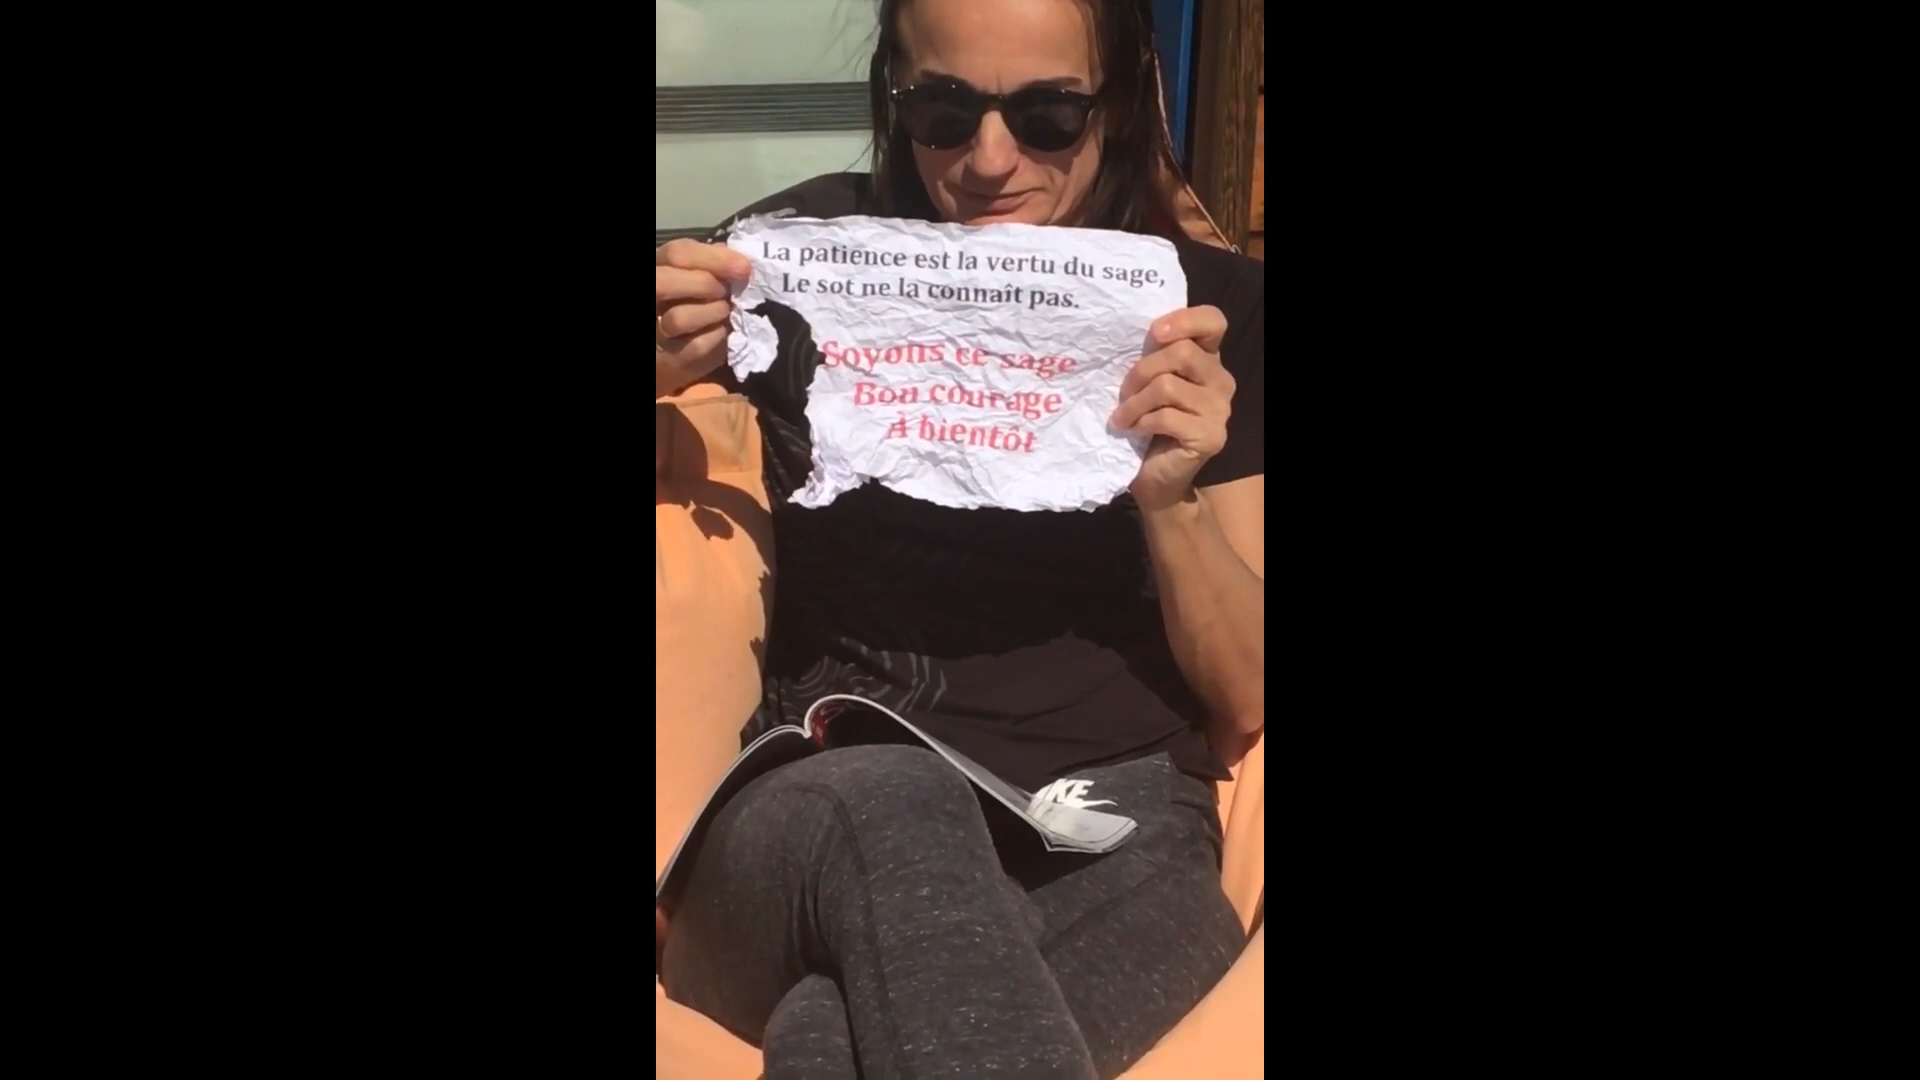 La patience est la vertu du sage,
Le sot ne la connaît pas.
Soyons ce sage
Bon courage
À bientôt